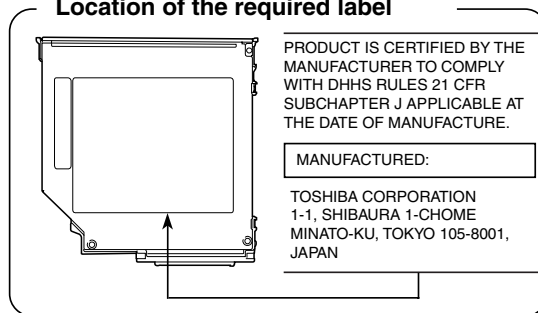 Location of the required label
PRODUCT IS CERTIFIED BY THE
MANUFACTURER TO COMPLY
WITH DHHS RULES 21 CFR
SUBCHAPTER J APPLICABLE AT
THE DATE OF MANUFACTURE.
MANUFACTURED:
TOSHIBA CORPORATION
1-1, SHIBAURA 1-CHOME
MINATO-KU, TOKYO 105-8001,
JAPAN